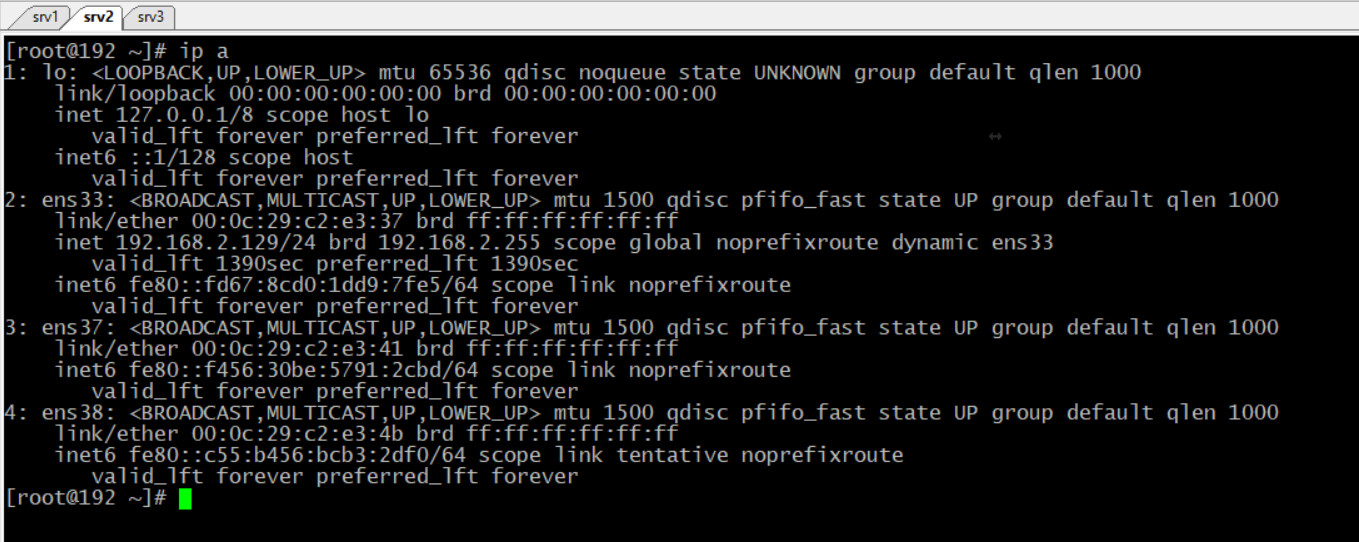 srv1 srv2 srv3
[root@192 ~]# ip a
1: lo: <LOOPBACK,UP,LOWER_UP> mtu 65536 qdisc noqueue state UNKNOWN group default qlen 1000
    link/loopback 00:00:00:00:00:00 brd 00:00:00:00:00:00
    inet 127.0.0.1/8 scope host lo
       valid_lft forever preferred_lft forever
    inet6 ::1/128 scope host
       valid_lft forever preferred_lft forever
2: ens33: <BROADCAST,MULTICAST,UP,LOWER_UP> mtu 1500 qdisc pfifo_fast state UP group default qlen 1000
    link/ether 00:0c:29:c2:e3:37 brd ff:ff:ff:ff:ff:ff
    inet 192.168.2.129/24 brd 192.168.2.255 scope global noprefixroute dynamic ens33
       valid_lft 1390sec preferred_lft 1390sec
    inet6 fe80::fd67:8cd0:1dd9:7fe5/64 scope link noprefixroute
       valid_lft forever preferred_lft forever
3: ens37: <BROADCAST,MULTICAST,UP,LOWER_UP> mtu 1500 qdisc pfifo_fast state UP group default qlen 1000
    link/ether 00:0c:29:c2:e3:41 brd ff:ff:ff:ff:ff:ff
    inet6 fe80::f456:30be:5791:2cbd/64 scope link noprefixroute
       valid_lft forever preferred_lft forever
4: ens38: <BROADCAST,MULTICAST,UP,LOWER_UP> mtu 1500 qdisc pfifo_fast state UP group default qlen 1000
    link/ether 00:0c:29:c2:e3:4b brd ff:ff:ff:ff:ff:ff
    inet6 fe80::c55:b456:bcb3:2df0/64 scope link tentative noprefixroute
       valid_lft forever preferred_lft forever
[root@192 ~]#